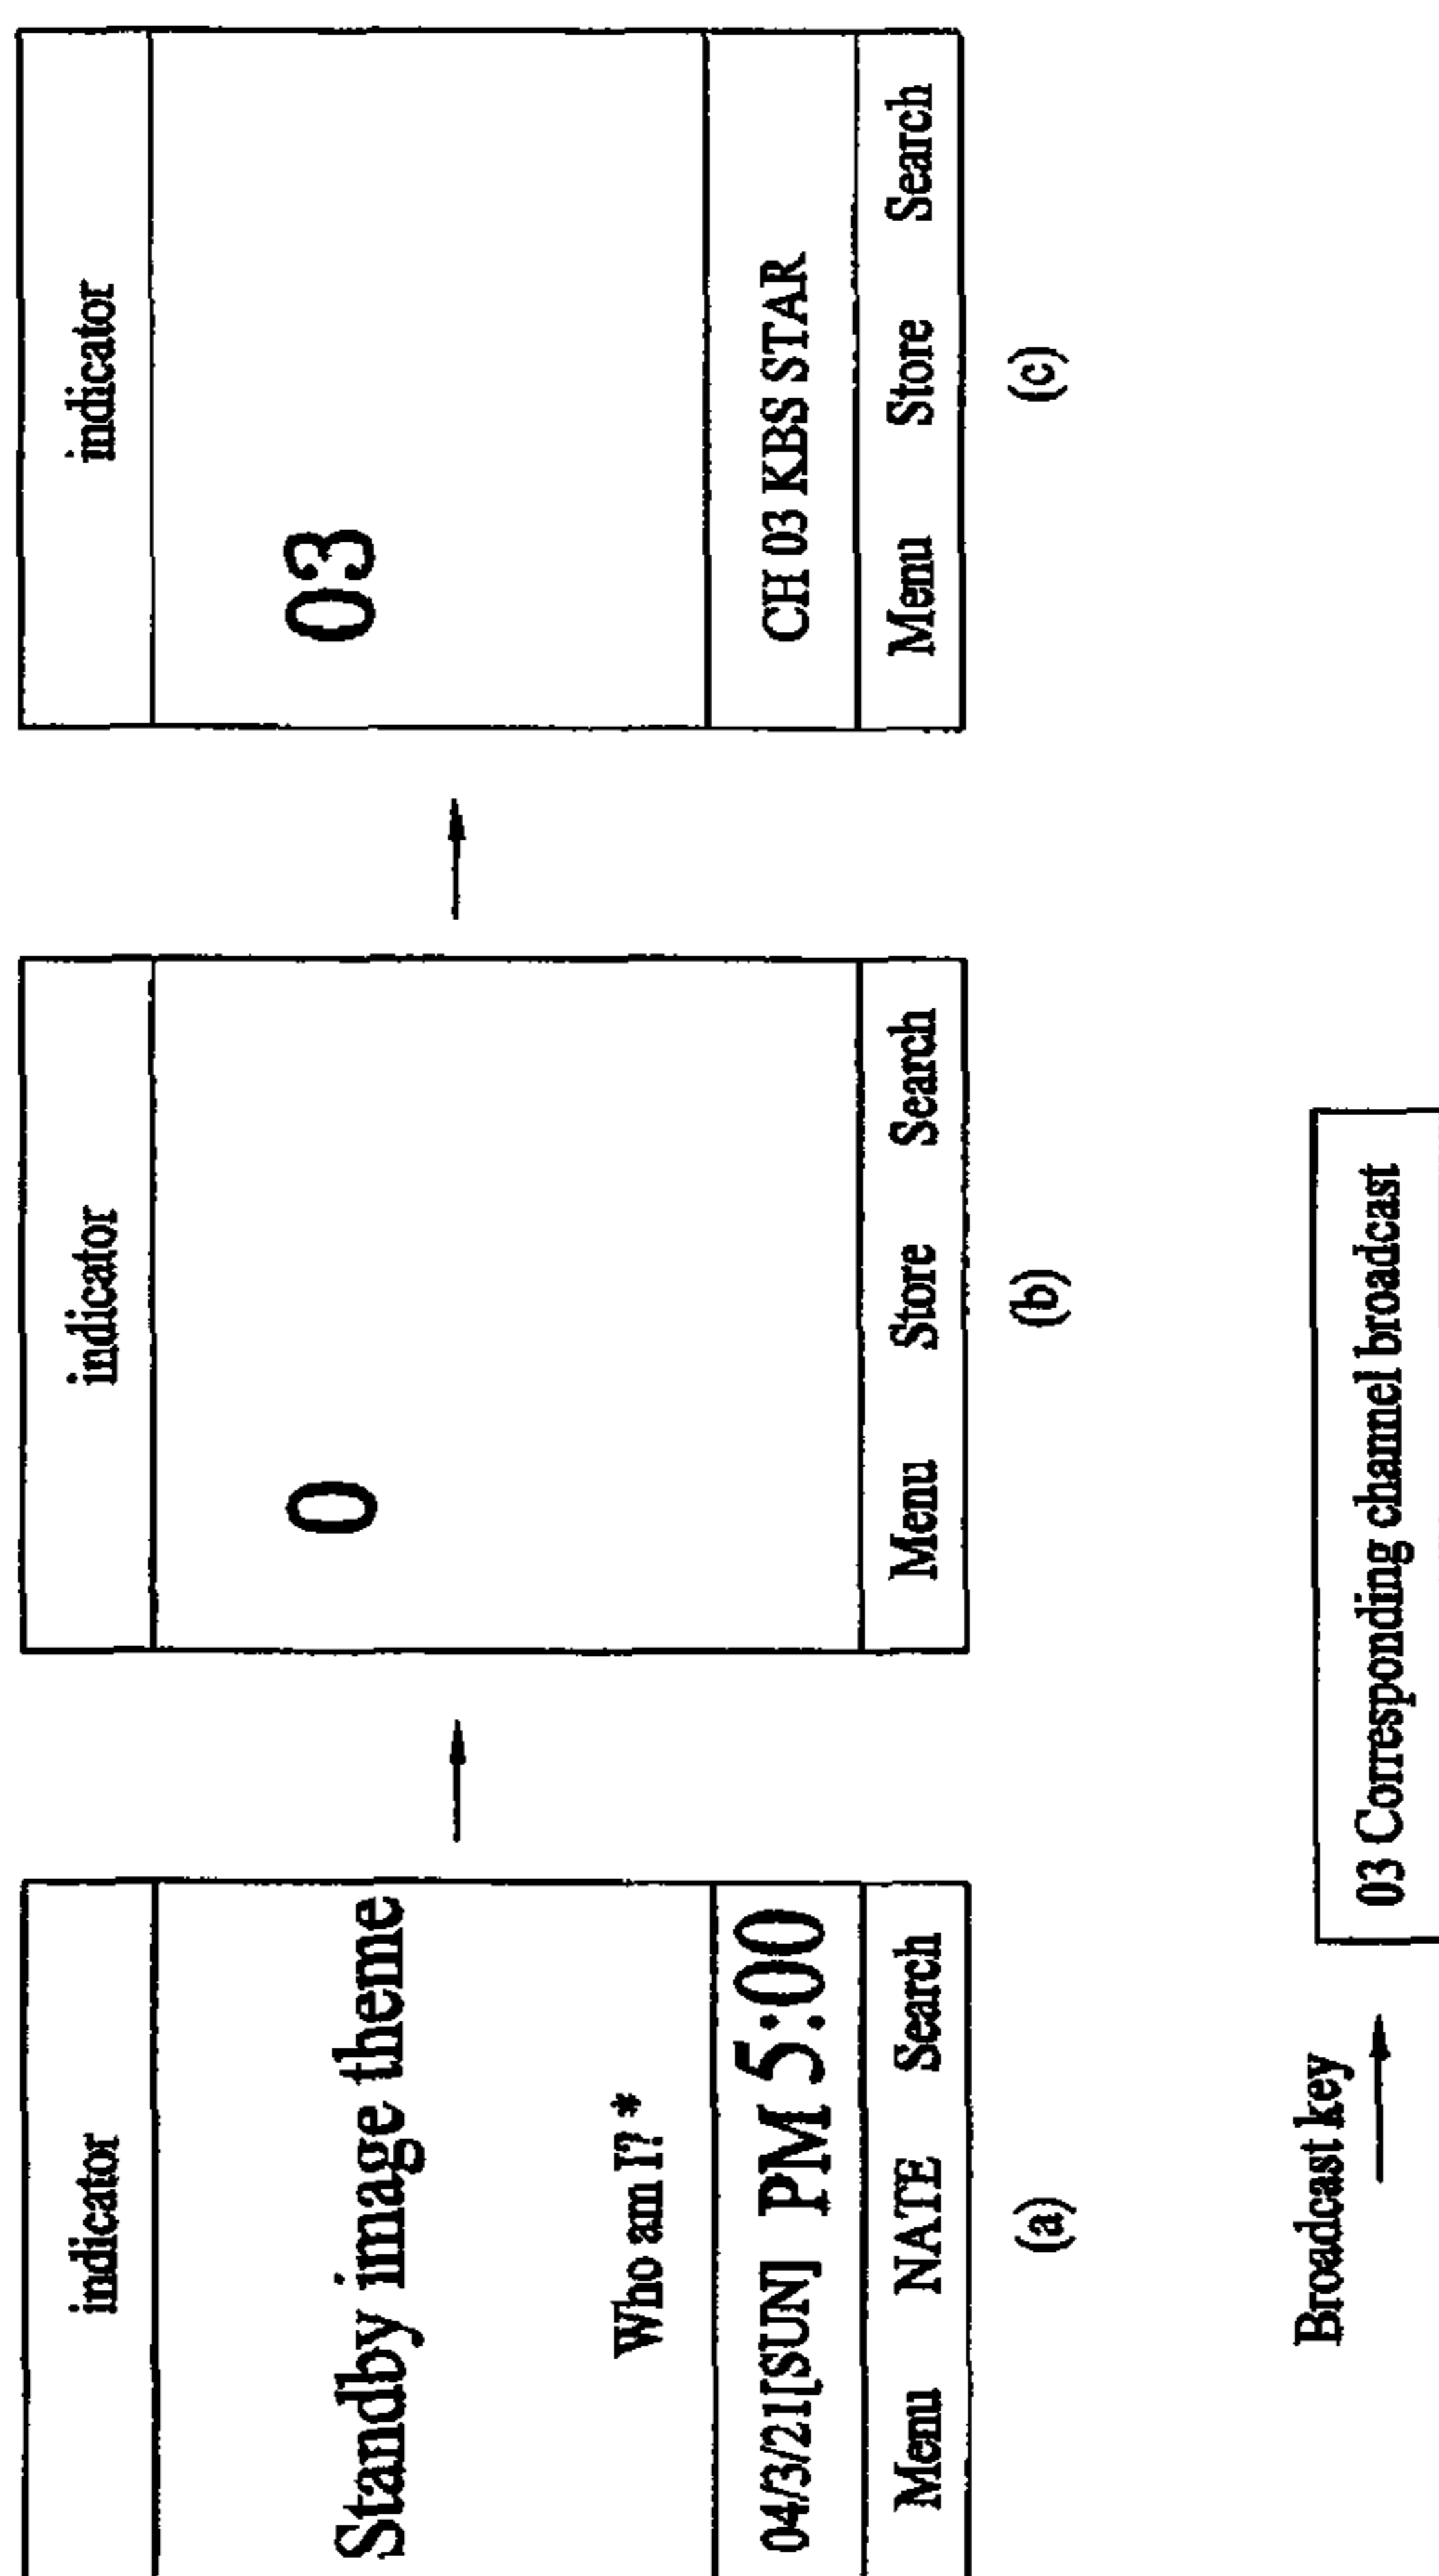 indicator
Standby image theme
Who am I? *
04/3/21[SUN] PM 5:00
Menu NATE Search
(a)
indicator
0
Menu Store Search
(b)
indicator
03
CH 03 KBS STAR
Menu Store Search
(c)
Broadcast key
03 Corresponding channel broadcast